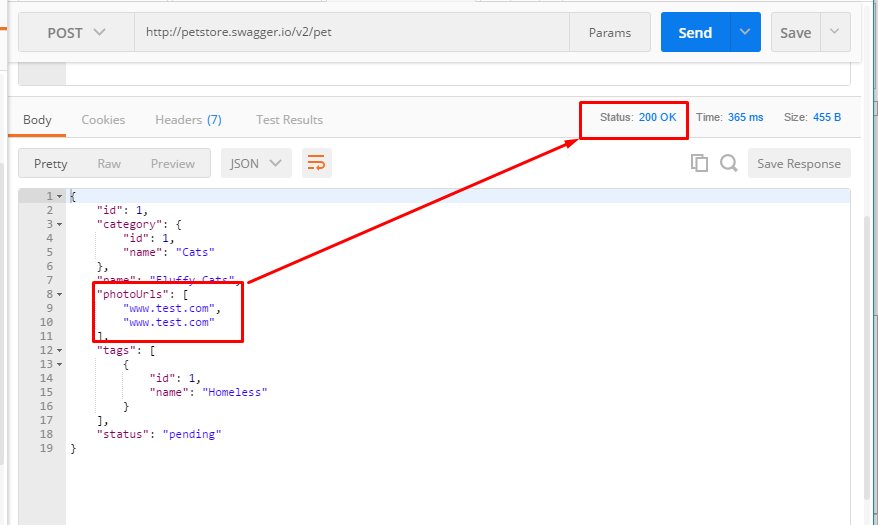 POST http://petstore.swagger.io/v2/pet Params Send Save
Body Cookies Headers (7) Test Results Status: 200 OK Time: 365 ms Size: 455 B
Pretty Raw Preview JSON Save Response
1 {
2 "id": 1,
3 "category": {
4 "id": 1,
5 "name": "Cats"
6 },
7 "name": "Fluffy Cats",
8 "photoUrls": [
9 "www.test.com",
10 "www.test.com"
11 ],
12 "tags": [
13 {
14 "id": 1,
15 "name": "Homeless"
16 }
17 ],
18 "status": "pending"
19 }